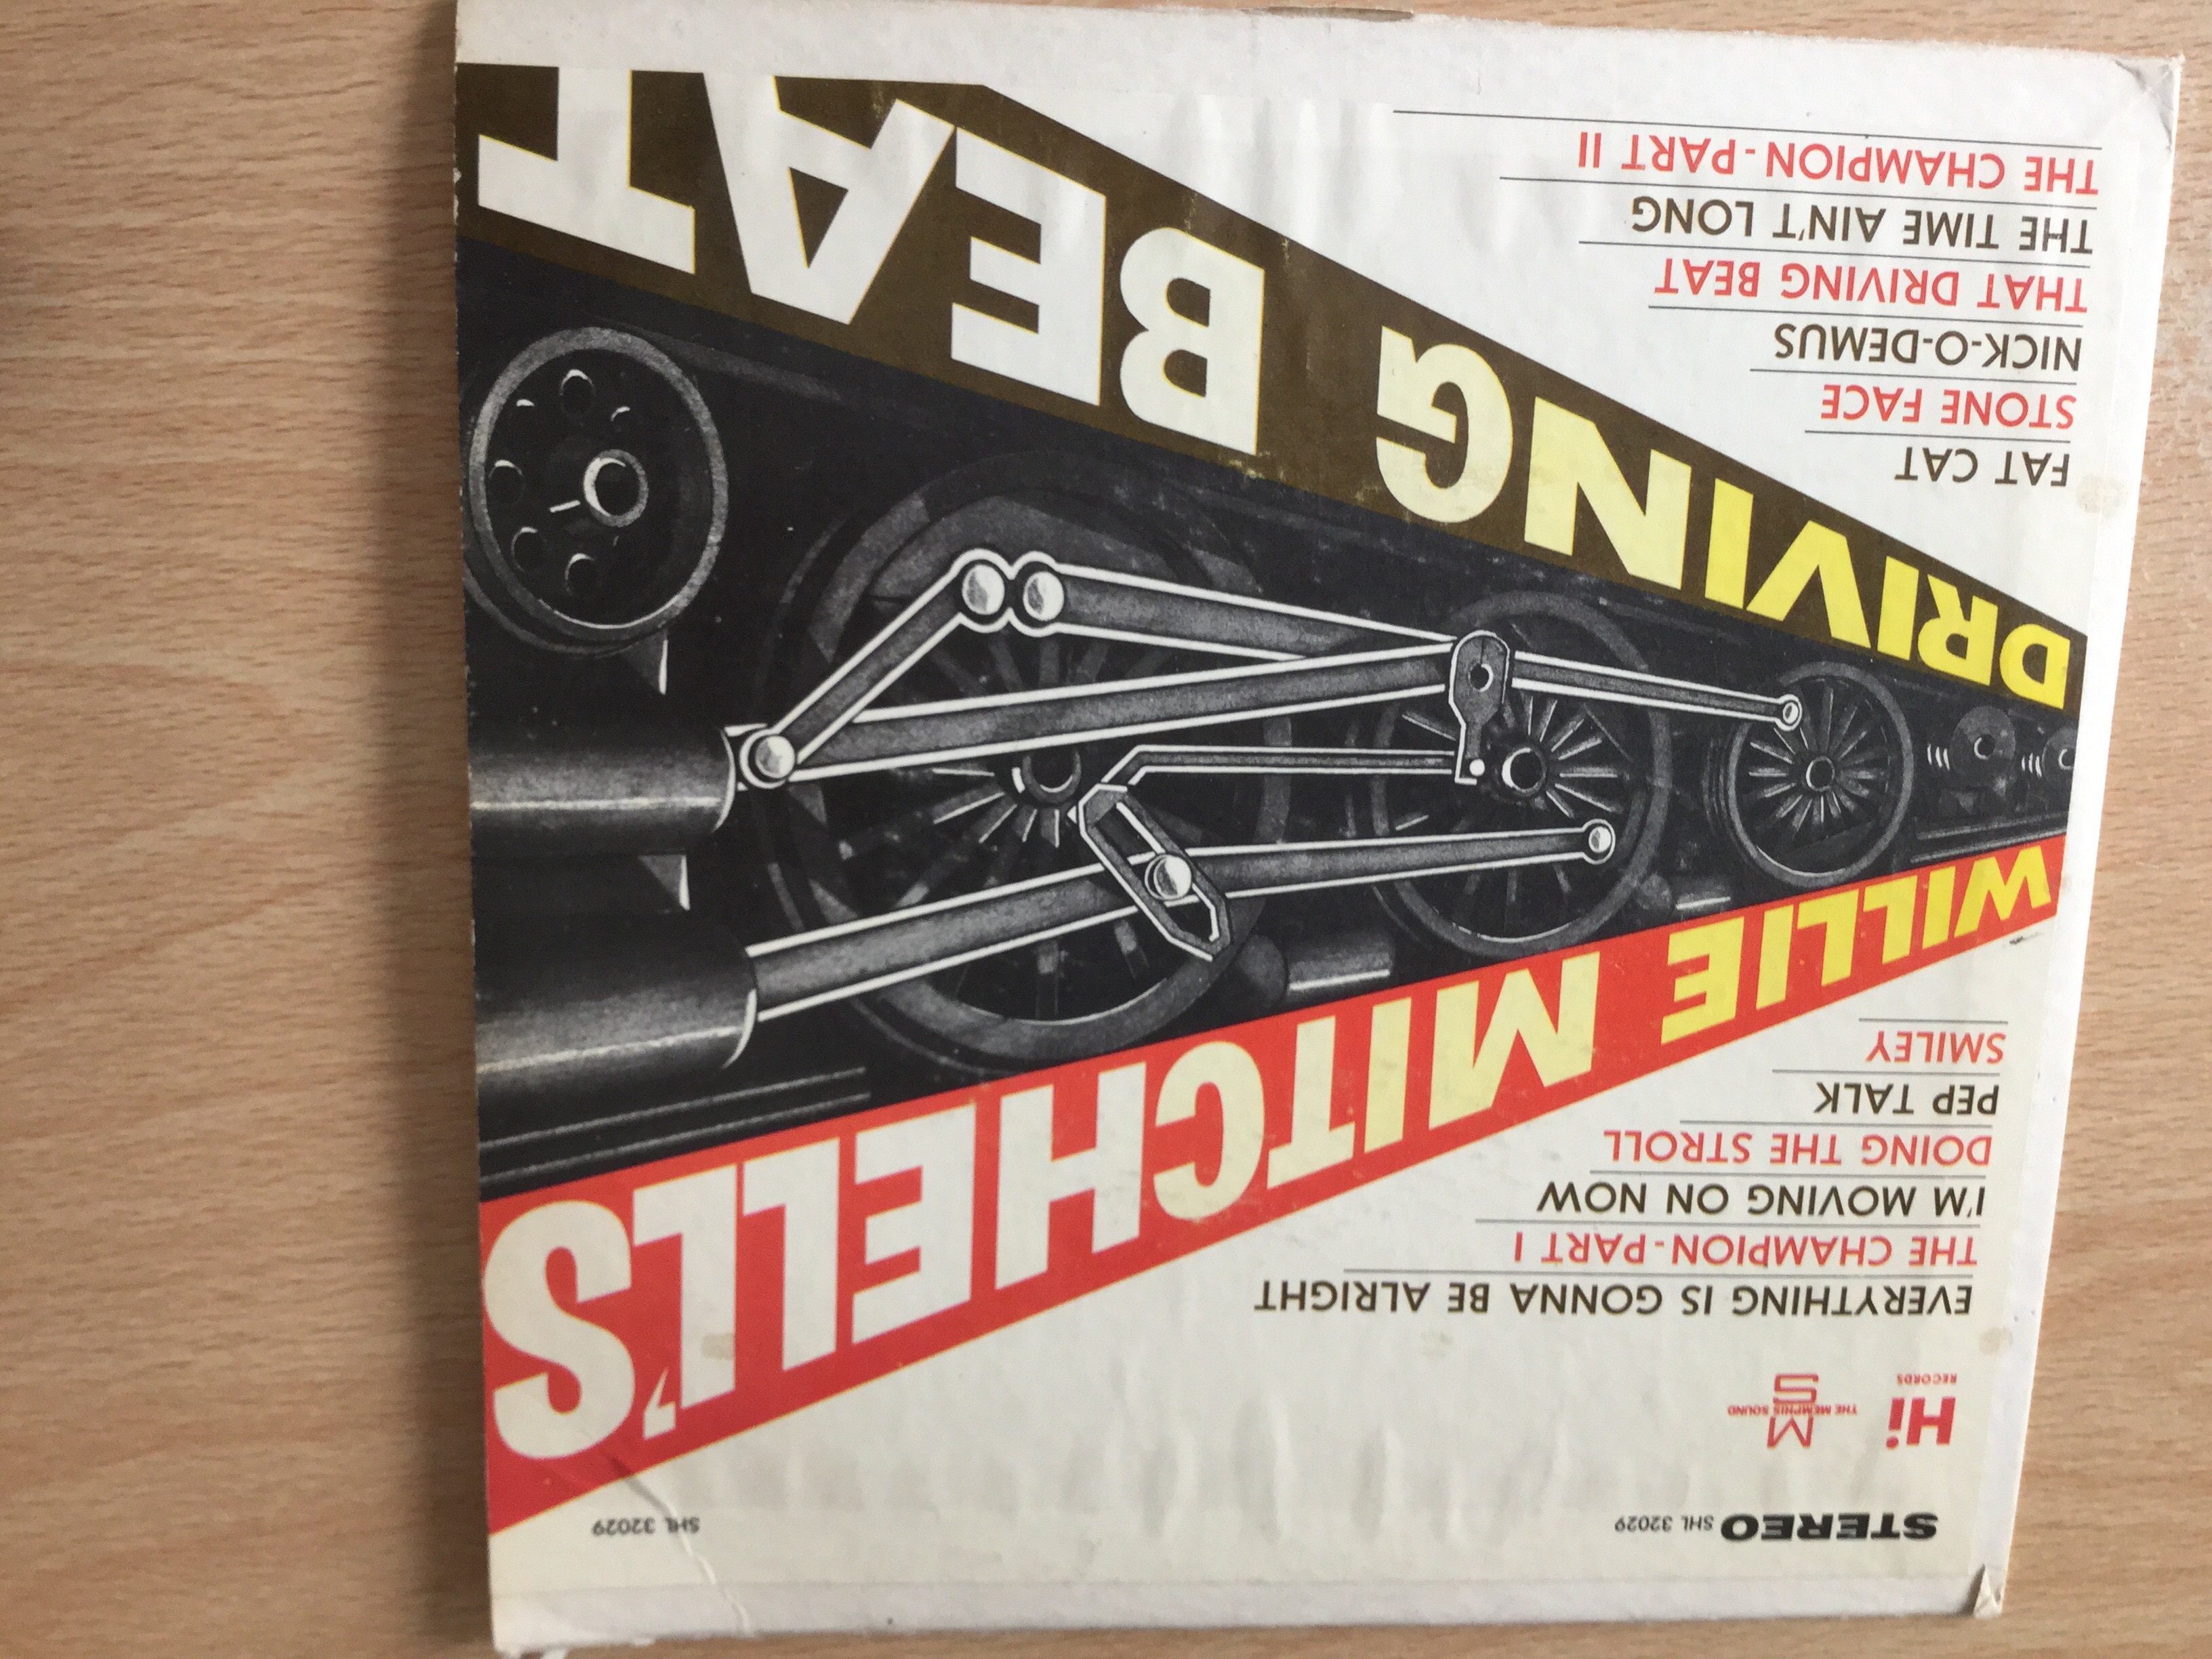 STEREO SHL 32029
SHL 32029
Hi
RECORDS
M
THE MEMPHIS SOUND
S
EVERYTHING IS GONNA BE ALRIGHT
THE CHAMPION-PART I
I'M MOVING ON NOW
DOING THE STROLL
PEP TALK
SMILEY
WILLIE MITCHELL'S
DRIVING BEAT
FAT CAT
STONE FACE
NICK-O-DEMUS
THAT DRIVING BEAT
THE TIME AIN'T LONG
THE CHAMPION-PART II